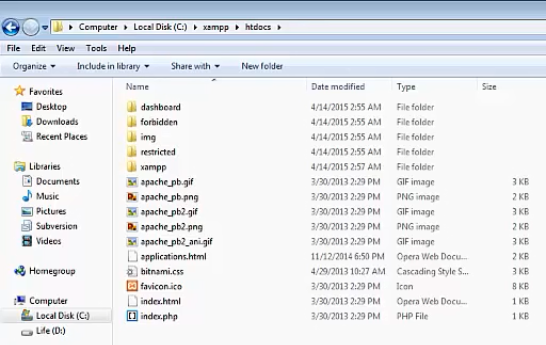 Computer Local Disk (C:) xampp htdocs
File Edit View Tools Help
Organize Include in library Share with New folder
Name Date modified Type Size
Favorites
Desktop
Downloads
Recent Places
Libraries
Documents
Music
Pictures
Subversion
Videos
Homegroup
Computer
Local Disk (C:)
Life (D:)
dashboard 4/14/2015 2:55 AM File folder
forbidden 4/14/2015 2:55 AM File folder
img 4/14/2015 2:55 AM File folder
restricted 4/14/2015 2:55 AM File folder
xampp 4/14/2015 2:57 AM File folder
apache_pb.gif 3/30/2013 2:29 PM GIF image 3 KB
apache_pb.png 3/30/2013 2:29 PM PNG image 2 KB
apache_pb2.gif 3/30/2013 2:29 PM GIF image 3 KB
apache_pb2.png 3/30/2013 2:29 PM PNG image 2 KB
apache_pb2_ani.gif 3/30/2013 2:29 PM GIF image 3 KB
applications.html 11/12/2014 6:50 PM Opera Web Docu... 2 KB
bitnami.css 4/29/2013 10:27 AM Cascading Style S... 1 KB
favicon.ico 3/30/2013 2:29 PM Icon 8 KB
index.html 3/30/2013 2:29 PM Opera Web Docu... 1 KB
index.php 3/30/2013 2:29 PM PHP File 1 KB